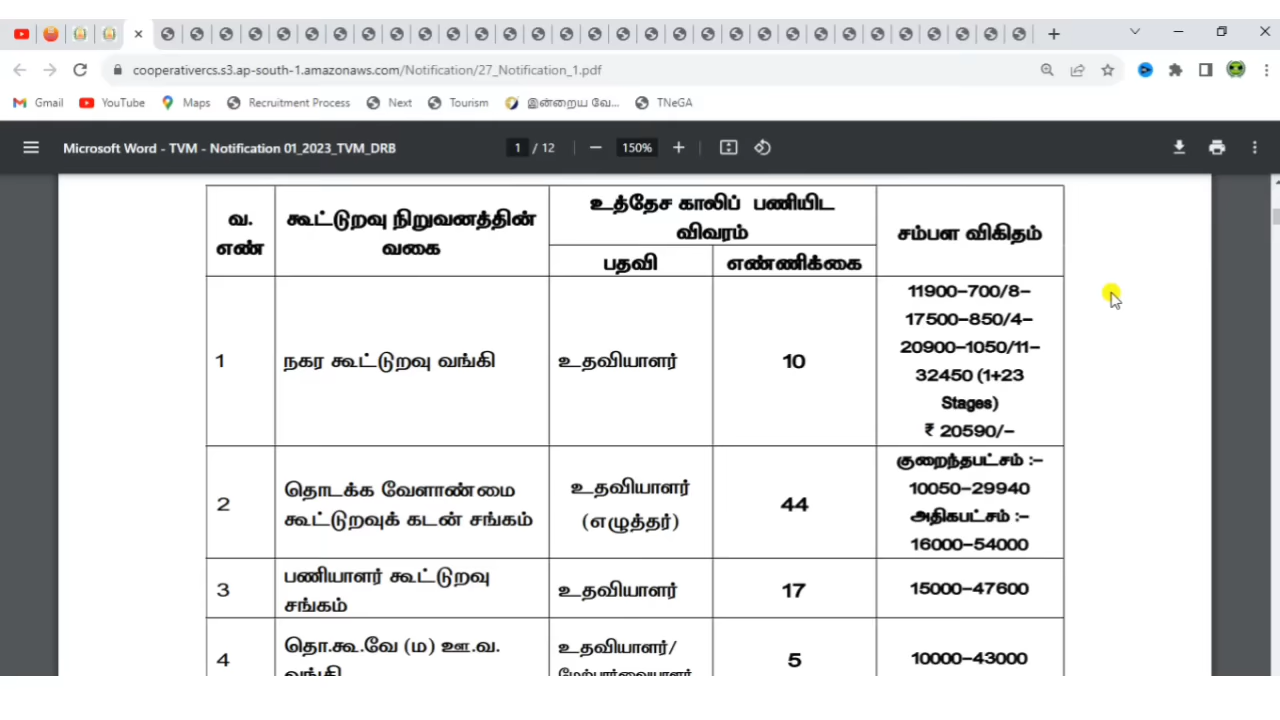 cooperativercs.s3.ap-south-1.amazonaws.com/Notification/27_Notification_1.pdf
Gmail YouTube Maps Recruitment Process Next Tourism இன்றைய வே... TNeGA
Microsoft Word - TVM - Notification 01_2023_TVM_DRB 1 / 12 150%
வ.
எண்
கூட்டுறவு நிறுவனத்தின்
வகை
உத்தேச காலிப் பணியிட
விவரம்
பதவி
எண்ணிக்கை
சம்பள விகிதம்
1
நகர கூட்டுறவு வங்கி
உதவியாளர்
10
11900-700/8-
17500-850/4-
20900-1050/11-
32450 (1+23
Stages)
₹ 20590/-
2
தொடக்க வேளாண்மை
கூட்டுறவுக் கடன் சங்கம்
உதவியாளர்
(எழுத்தர்)
44
குறைந்தபட்சம் :-
10050-29940
அதிகபட்சம் :-
16000-54000
3
பணியாளர் கூட்டுறவு
சங்கம்
உதவியாளர்
17
15000-47600
4
தொ.கூ.வே (ம) ஊ.வ.
வங்கி
உதவியாளர்/
மேற்பார்வையாளர்
5
10000-43000